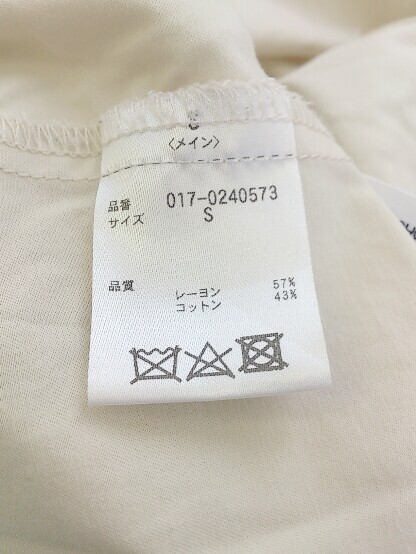 〈メイン〉
品番 017-0240573
サイズ S
品質 レーヨン 57%
コットン 43%